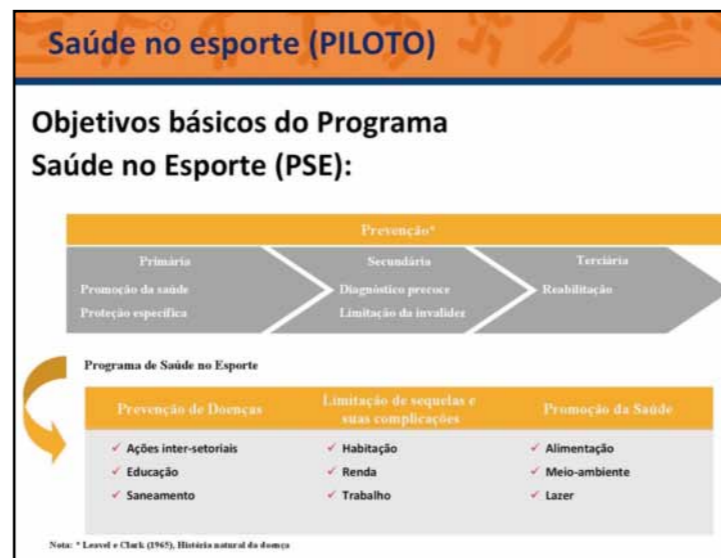 Saúde no esporte (PILOTO)
Objetivos básicos do Programa
Saúde no Esporte (PSE):
Prevenção*
Primária
Promoção da saúde
Proteção específica
Secundária
Diagnóstico precoce
Limitação da invalidez
Terciária
Reabilitação
Programa de Saúde no Esporte
Prevenção de Doenças
✓ Ações inter-setoriais
✓ Educação
✓ Saneamento
Limitação de sequelas e
suas complicações
✓ Habitação
✓ Renda
✓ Trabalho
Promoção da Saúde
✓ Alimentação
✓ Meio-ambiente
✓ Lazer
Nota: * Leavel e Clark (1965), História natural da doença